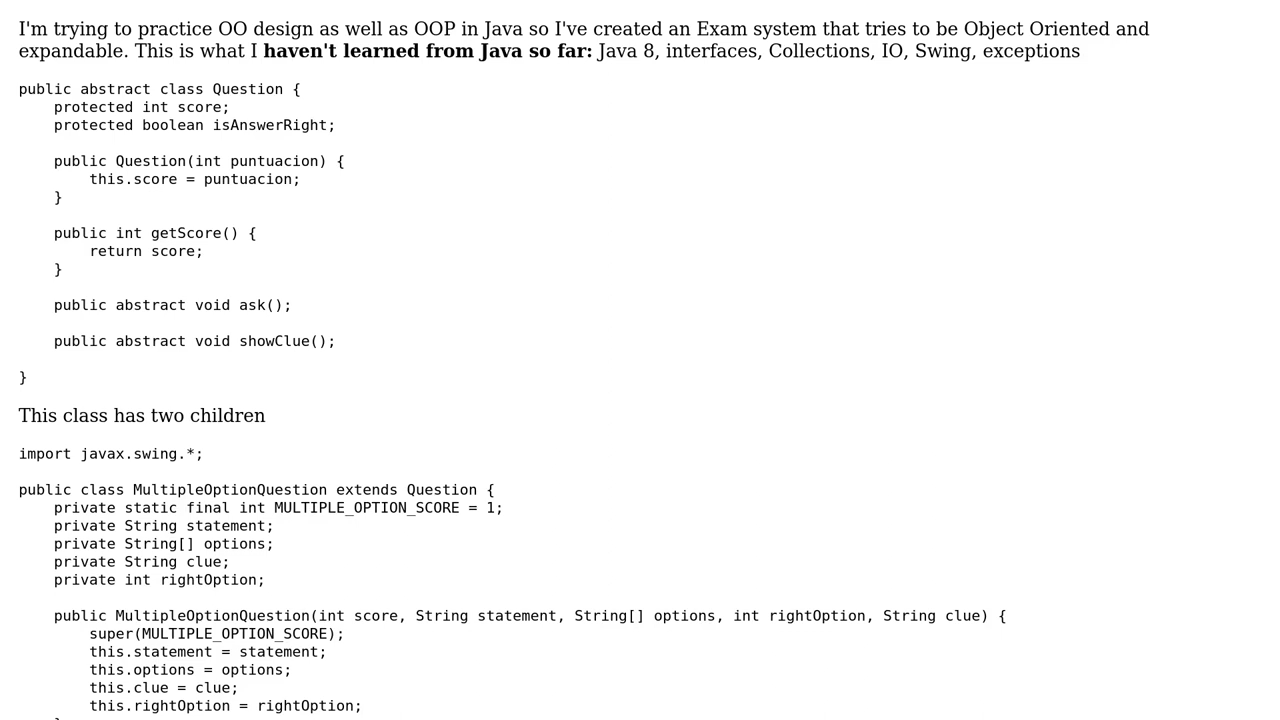 I'm trying to practice OO design as well as OOP in Java so I've created an Exam system that tries to be Object Oriented and
expandable. This is what I haven't learned from Java so far: Java 8, interfaces, Collections, IO, Swing, exceptions
public abstract class Question {
    protected int score;
    protected boolean isAnswerRight;

    public Question(int puntuacion) {
        this.score = puntuacion;
    }

    public int getScore() {
        return score;
    }

    public abstract void ask();

    public abstract void showClue();

}
This class has two children
import javax.swing.*;

public class MultipleOptionQuestion extends Question {
    private static final int MULTIPLE_OPTION_SCORE = 1;
    private String statement;
    private String[] options;
    private String clue;
    private int rightOption;

    public MultipleOptionQuestion(int score, String statement, String[] options, int rightOption, String clue) {
        super(MULTIPLE_OPTION_SCORE);
        this.statement = statement;
        this.options = options;
        this.clue = clue;
        this.rightOption = rightOption;
    }